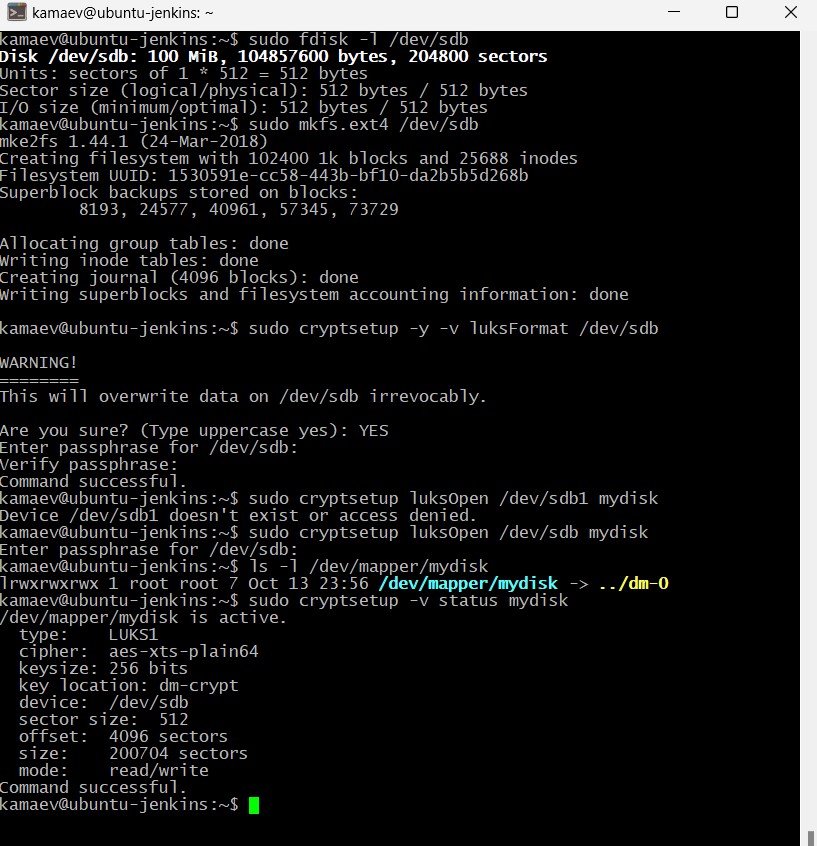 kamaev@ubuntu-jenkins: ~
kamaev@ubuntu-jenkins:~$ sudo fdisk -l /dev/sdb
Disk /dev/sdb: 100 MiB, 104857600 bytes, 204800 sectors
Units: sectors of 1 * 512 = 512 bytes
Sector size (logical/physical): 512 bytes / 512 bytes
I/O size (minimum/optimal): 512 bytes / 512 bytes
kamaev@ubuntu-jenkins:~$ sudo mkfs.ext4 /dev/sdb
mke2fs 1.44.1 (24-Mar-2018)
Creating filesystem with 102400 1k blocks and 25688 inodes
Filesystem UUID: 1530591e-cc58-443b-bf10-da2b5b5d268b
Superblock backups stored on blocks:
        8193, 24577, 40961, 57345, 73729

Allocating group tables: done
Writing inode tables: done
Creating journal (4096 blocks): done
Writing superblocks and filesystem accounting information: done

kamaev@ubuntu-jenkins:~$ sudo cryptsetup -y -v luksFormat /dev/sdb

WARNING!
========
This will overwrite data on /dev/sdb irrevocably.

Are you sure? (Type uppercase yes): YES
Enter passphrase for /dev/sdb:
Verify passphrase:
Command successful.
kamaev@ubuntu-jenkins:~$ sudo cryptsetup luksOpen /dev/sdb1 mydisk
Device /dev/sdb1 doesn't exist or access denied.
kamaev@ubuntu-jenkins:~$ sudo cryptsetup luksOpen /dev/sdb mydisk
Enter passphrase for /dev/sdb:
kamaev@ubuntu-jenkins:~$ ls -l /dev/mapper/mydisk
lrwxrwxrwx 1 root root 7 Oct 13 23:56 /dev/mapper/mydisk -> ../dm-0
kamaev@ubuntu-jenkins:~$ sudo cryptsetup -v status mydisk
/dev/mapper/mydisk is active.
  type:    LUKS1
  cipher:  aes-xts-plain64
  keysize: 256 bits
  key location: dm-crypt
  device:  /dev/sdb
  sector size:  512
  offset:  4096 sectors
  size:    200704 sectors
  mode:    read/write
Command successful.
kamaev@ubuntu-jenkins:~$